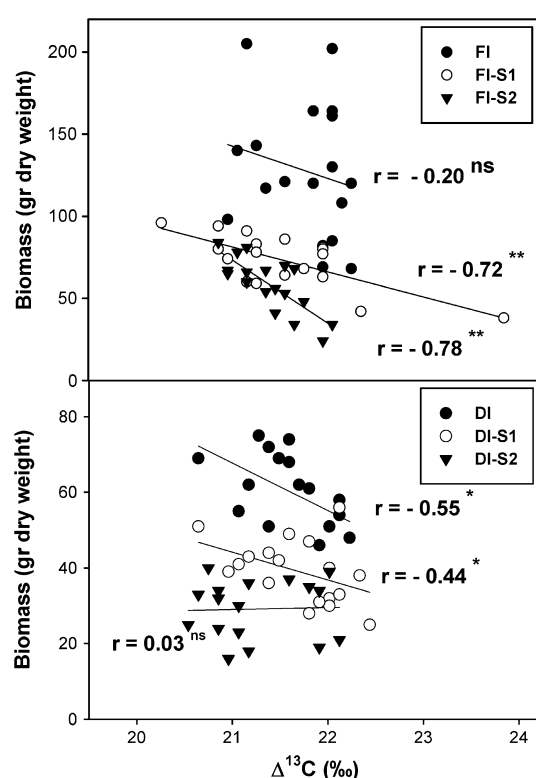 200
150
100
50
0
Biomass (gr dry weight)
FI
FI-S1
FI-S2
r = - 0.20 ns
r = - 0.72 **
r = - 0.78 **
80
60
40
20
0
Biomass (gr dry weight)
DI
DI-S1
DI-S2
r = - 0.55 *
r = - 0.44 *
r = 0.03 ns
20 21 22 23 24
Δ13C (‰)